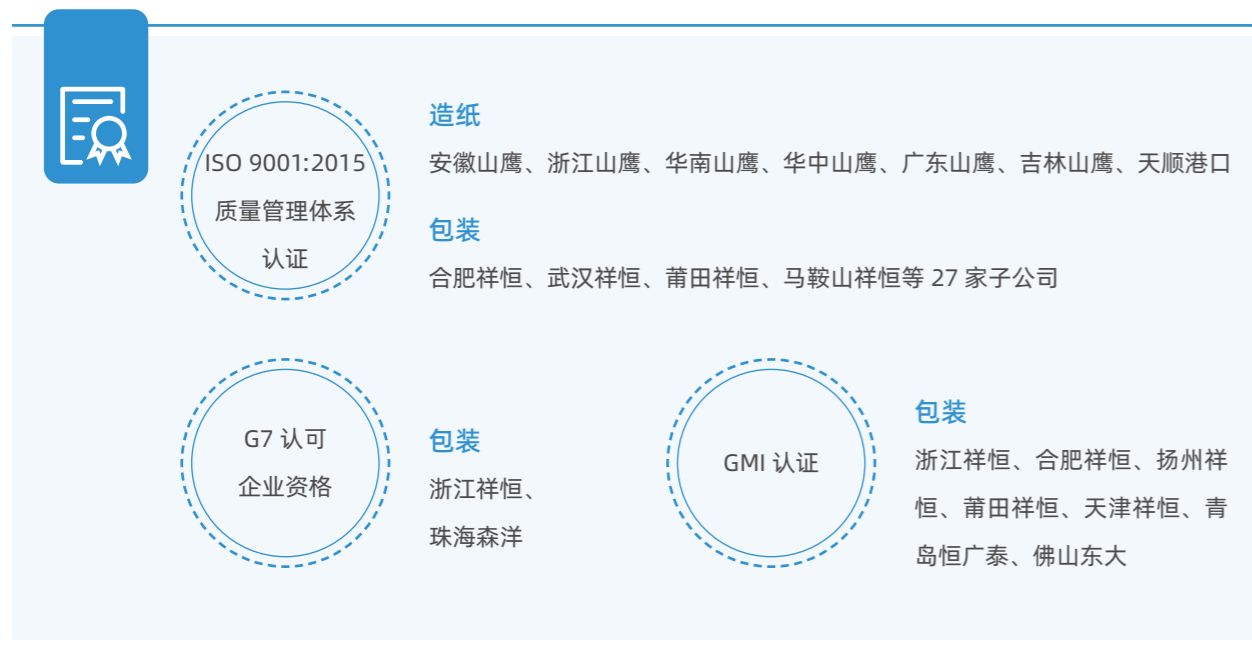 ISO 9001:2015
质量管理体系
认证
造纸
安徽山鹰、浙江山鹰、华南山鹰、华中山鹰、广东山鹰、吉林山鹰、天顺港口
包装
合肥祥恒、武汉祥恒、莆田祥恒、马鞍山祥恒等 27 家子公司
G7 认可
企业资格
包装
浙江祥恒、
珠海森洋
GMI 认证
包装
浙江祥恒、合肥祥恒、扬州祥
恒、莆田祥恒、天津祥恒、青
岛恒广泰、佛山东大